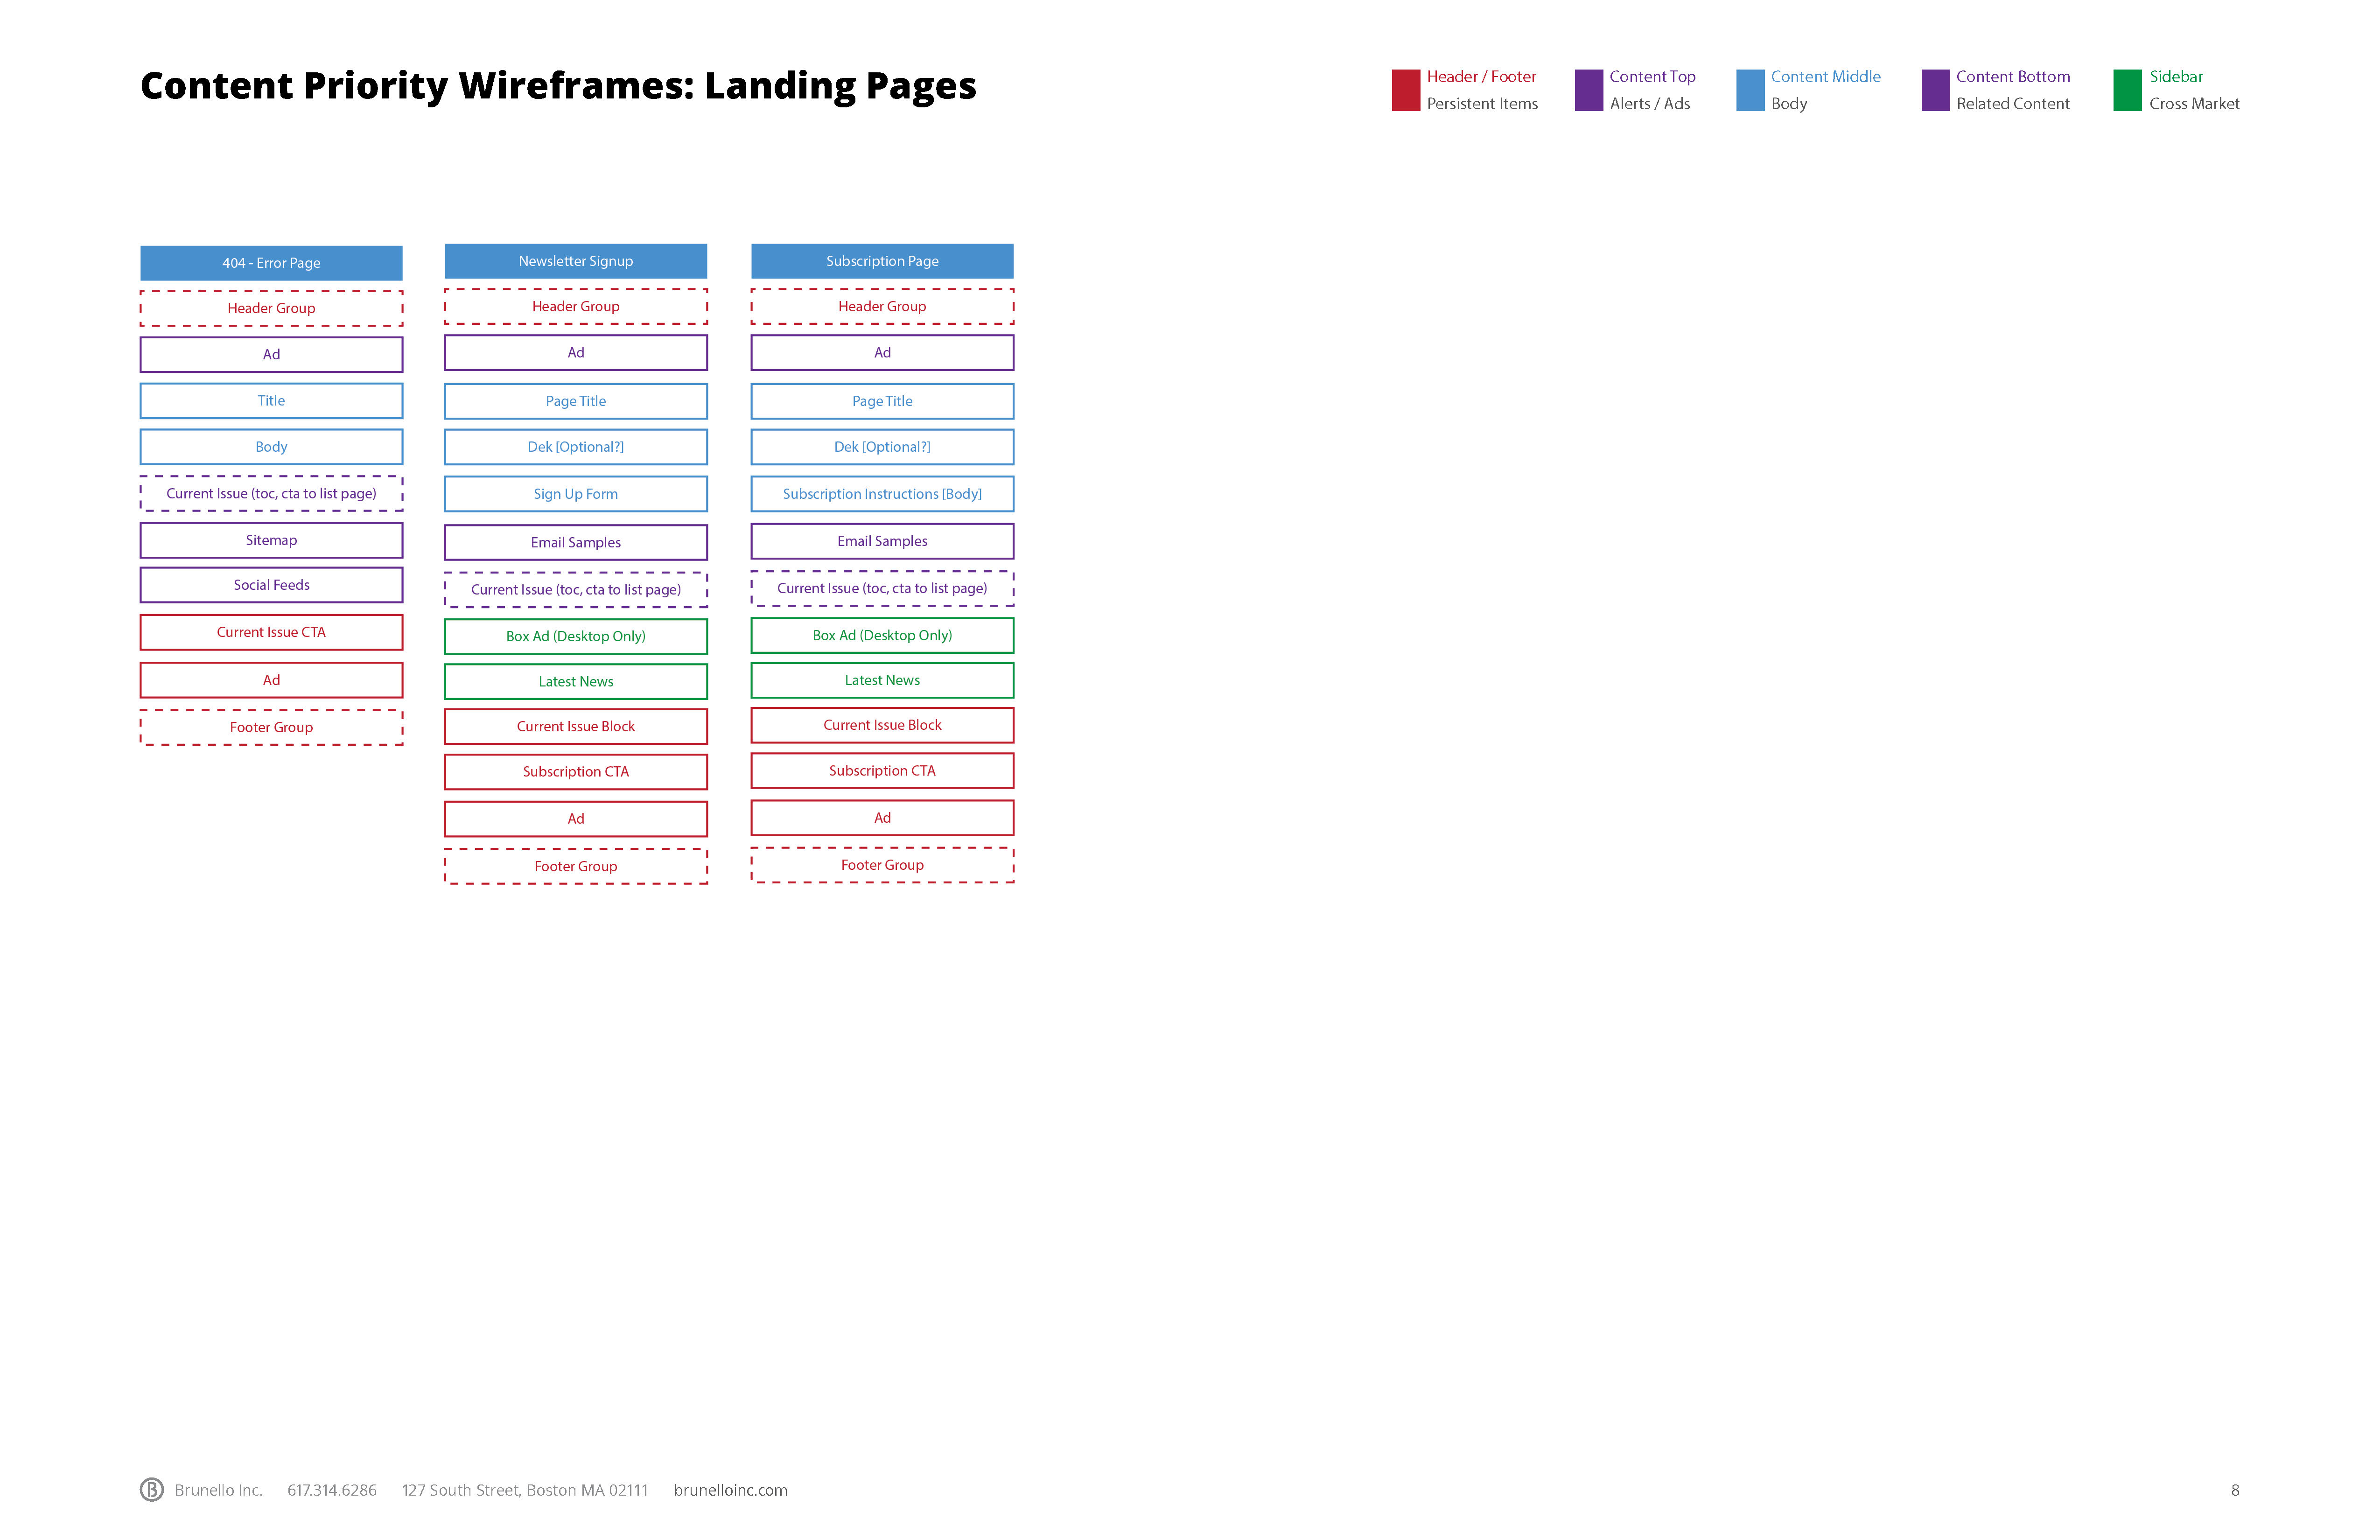 Content Priority Wireframes: Landing Pages
Header / Footer
Persistent Items
Content Top
Alerts / Ads
Content Middle
Body
Content Bottom
Related Content
Sidebar
Cross Market
404 - Error Page
Header Group
Ad
Title
Body
Current Issue (toc, cta to list page)
Sitemap
Social Feeds
Current Issue CTA
Ad
Footer Group
Newsletter Signup
Header Group
Ad
Page Title
Dek [Optional?]
Sign Up Form
Email Samples
Current Issue (toc, cta to list page)
Box Ad (Desktop Only)
Latest News
Current Issue Block
Subscription CTA
Ad
Footer Group
Subscription Page
Header Group
Ad
Page Title
Dek [Optional?]
Subscription Instructions [Body]
Email Samples
Current Issue (toc, cta to list page)
Box Ad (Desktop Only)
Latest News
Current Issue Block
Subscription CTA
Ad
Footer Group
B Brunello Inc. 617.314.6286 127 South Street, Boston MA 02111 brunelloinc.com
8